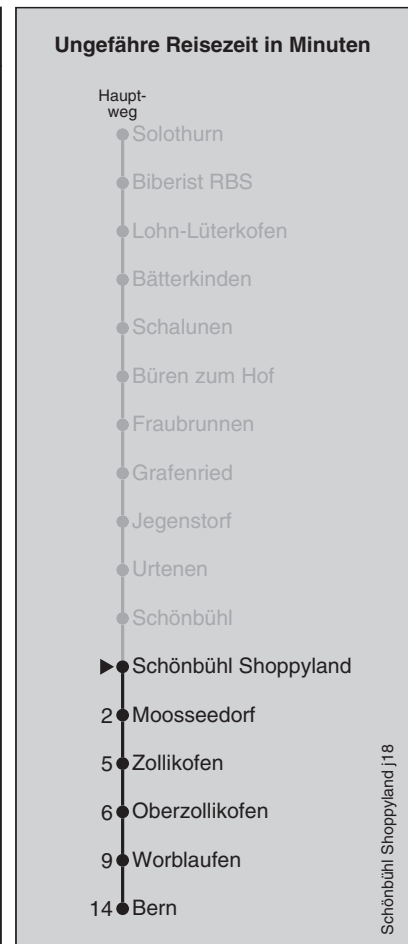 Ungefähre Reisezeit in Minuten
Haupt-
weg
Solothurn
Biberist RBS
Lohn-Lüterkofen
Bätterkinden
Schalunen
Büren zum Hof
Fraubrunnen
Grafenried
Jegenstorf
Urtenen
Schönbühl
Schönbühl Shoppyland
2 Moosseedorf
5 Zollikofen
6 Oberzollikofen
9 Worblaufen
14 Bern
Schönbühl Shoppyland j18